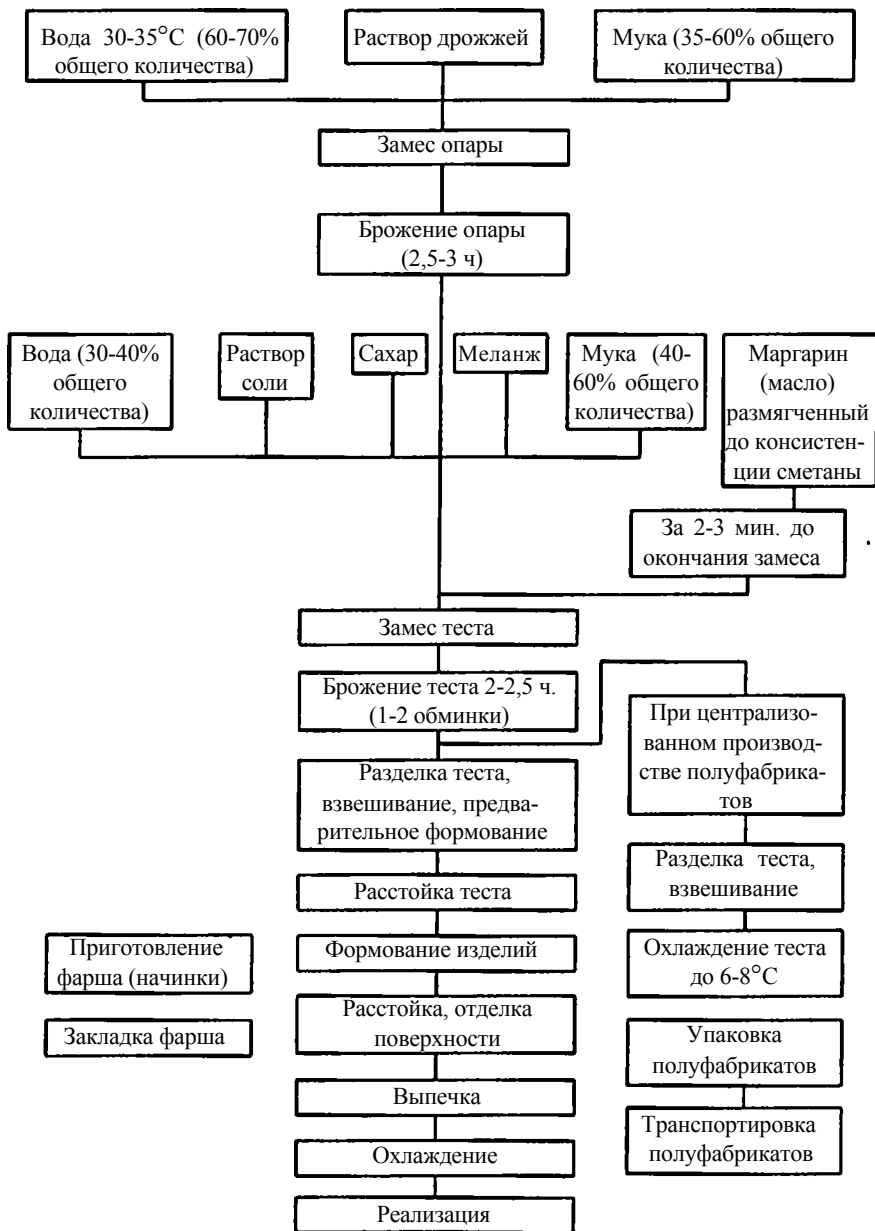 Вода 30-35°С (60-70%
общего количества)
Раствор дрожжей
Мука (35-60% общего
количества)
Замес опары
Брожение опары
(2,5-3 ч)
Вода (30-40%
общего
количества)
Раствор
соли
Сахар
Меланж
Мука (40-
60% общего
количества)
Маргарин
(масло)
размягченный
до консистен-
ции сметаны
За 2-3 мин. до
окончания замеса
Замес теста
Брожение теста 2-2,5 ч.
(1-2 обминки)
При централизо-
ванном производ-
стве полуфабрика-
тов
Разделка теста,
взвешивание, предва-
рительное формование
Разделка теста,
взвешивание
Расстойка теста
Приготовление
фарша (начинки)
Формование изделий
Охлаждение теста
до 6-8°С
Закладка фарша
Расстойка, отделка
поверхности
Упаковка
полуфабрикатов
Выпечка
Транспортировка
полуфабрикатов
Охлаждение
Реализация